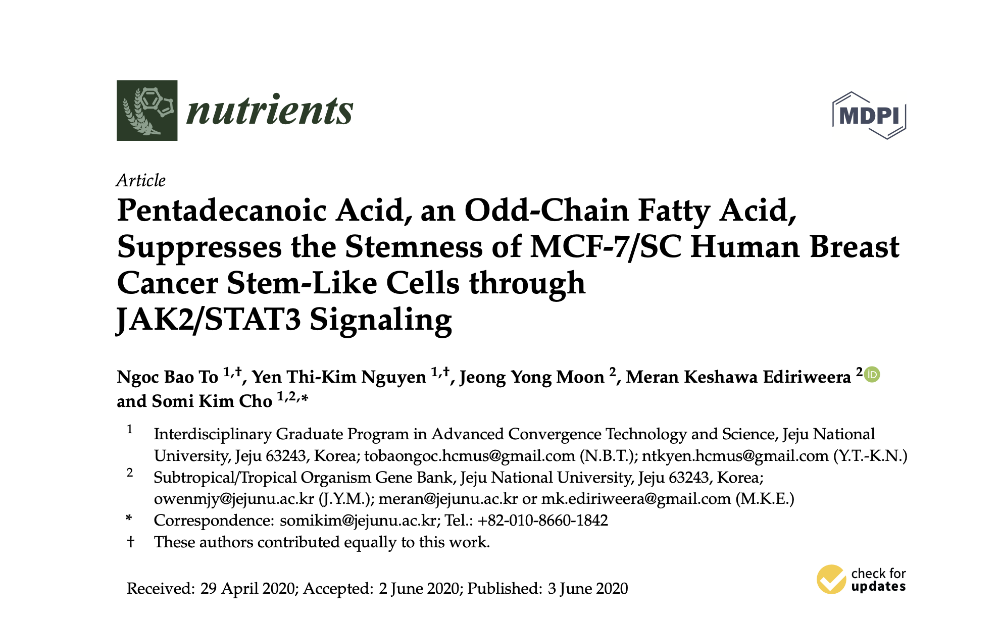 nutrients
MDPI
Article
Pentadecanoic Acid, an Odd-Chain Fatty Acid,
Suppresses the Stemness of MCF-7/SC Human Breast
Cancer Stem-Like Cells through
JAK2/STAT3 Signaling
Ngoc Bao To 1,†, Yen Thi-Kim Nguyen 1,†, Jeong Yong Moon 2, Meran Keshawa Ediriweera 2 iD
and Somi Kim Cho 1,2,*
1 Interdisciplinary Graduate Program in Advanced Convergence Technology and Science, Jeju National
University, Jeju 63243, Korea; tobaongoc.hcmus@gmail.com (N.B.T.); ntkyen.hcmus@gmail.com (Y.T.-K.N.)
2 Subtropical/Tropical Organism Gene Bank, Jeju National University, Jeju 63243, Korea;
owenmjy@jejunu.ac.kr (J.Y.M.); meran@jejunu.ac.kr or mk.ediriweera@gmail.com (M.K.E.)
* Correspondence: somikim@jejunu.ac.kr; Tel.: +82-010-8660-1842
† These authors contributed equally to this work.
Received: 29 April 2020; Accepted: 2 June 2020; Published: 3 June 2020
check for
updates